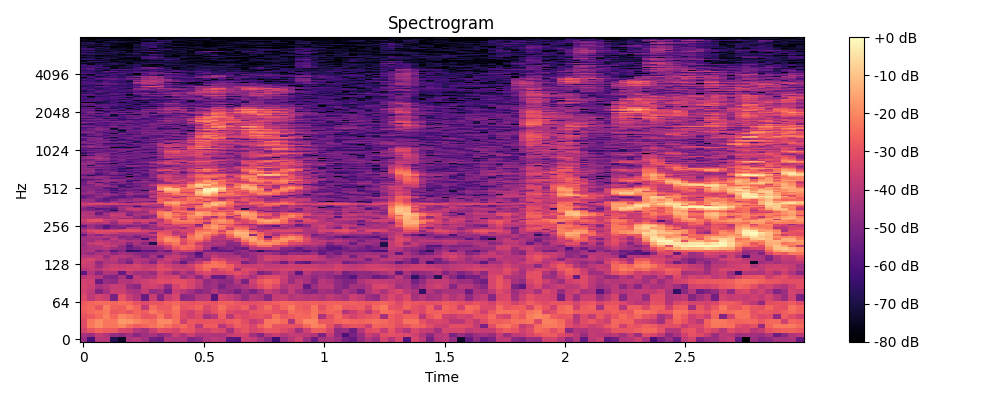 Spectrogram
Hz
4096
2048
1024
512
256
128
64
0
0
0.5
1
1.5
2
2.5
Time
+0 dB
-10 dB
-20 dB
-30 dB
-40 dB
-50 dB
-60 dB
-70 dB
-80 dB